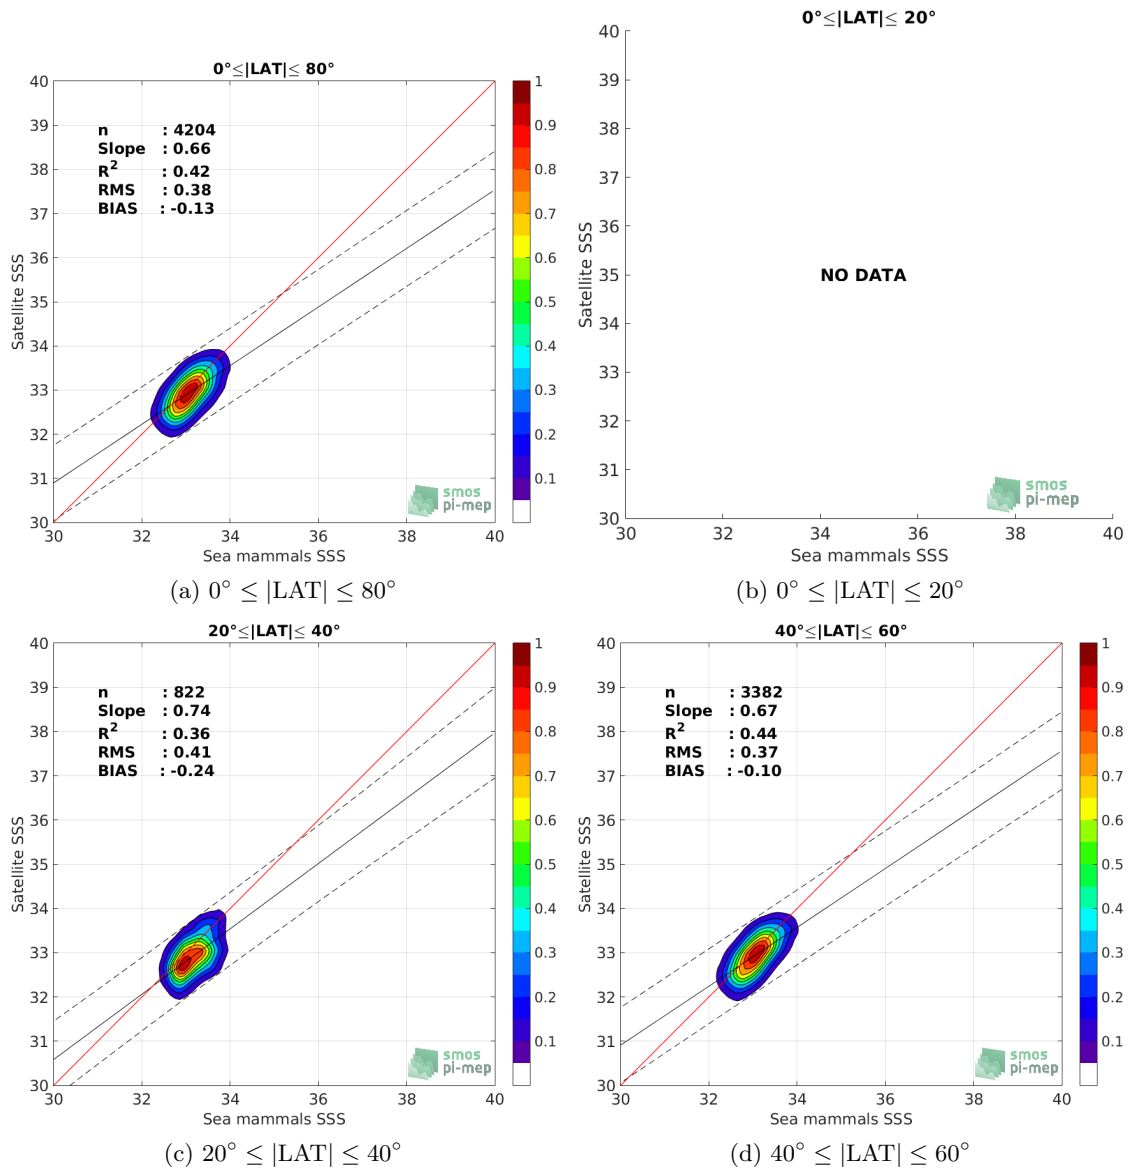 0°≤|LAT|≤ 80°
40
39
38
37
36
35
34
33
32
31
30
Satellite SSS
n : 4204
Slope : 0.66
R² : 0.42
RMS : 0.38
BIAS : -0.13
smos
pi-mep
30
32
34
36
38
40
Sea mammals SSS
1
0.9
0.8
0.7
0.6
0.5
0.4
0.3
0.2
0.1
(a) 0° ≤ |LAT| ≤ 80°
0°≤|LAT|≤ 20°
40
39
38
37
36
35
34
33
32
31
30
Satellite SSS
NO DATA
smos
pi-mep
30
32
34
36
38
40
Sea mammals SSS
(b) 0° ≤ |LAT| ≤ 20°
20°≤|LAT|≤ 40°
40
39
38
37
36
35
34
33
32
31
30
Satellite SSS
n : 822
Slope : 0.74
R² : 0.36
RMS : 0.41
BIAS : -0.24
smos
pi-mep
30
32
34
36
38
40
Sea mammals SSS
1
0.9
0.8
0.7
0.6
0.5
0.4
0.3
0.2
0.1
(c) 20° ≤ |LAT| ≤ 40°
40°≤|LAT|≤ 60°
40
39
38
37
36
35
34
33
32
31
30
Satellite SSS
n : 3382
Slope : 0.67
R² : 0.44
RMS : 0.37
BIAS : -0.10
smos
pi-mep
30
32
34
36
38
40
Sea mammals SSS
1
0.9
0.8
0.7
0.6
0.5
0.4
0.3
0.2
0.1
(d) 40° ≤ |LAT| ≤ 60°